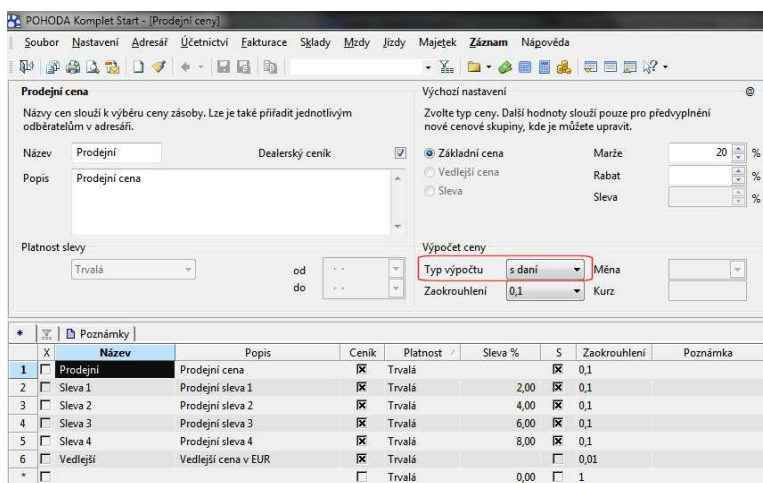 POHODA Komplet Start - [Prodejní ceny]
Soubor Nastavení Adresář Účetnictví Fakturace Sklady Mzdy Jízdy Majetek Záznam Nápověda
Prodejní cena
Názvy cen slouží k výběru ceny zásoby. Lze je také přiřadit jednotlivým
odběratelům v adresáři.
Název Prodejní Dealerský ceník
Popis Prodejní cena
Platnost slevy
Trvalá od . .
do . .
Výchozí nastavení @
Zvolte typ ceny. Další hodnoty slouží pouze pro předvyplnění
nové cenové skupiny, kde je můžete upravit.
Základní cena Marže 20 %
Vedlejší cena Rabat %
Sleva Sleva %
Výpočet ceny
Typ výpočtu s daní Měna
Zaokrouhlení 0,1 Kurz
* Poznámky
X Název Popis Ceník Platnost Sleva % S Zaokrouhlení Poznámka
1 Prodejní Prodejní cena Trvalá 0,1
2 Sleva 1 Prodejní sleva 1 Trvalá 2,00 0,1
3 Sleva 2 Prodejní sleva 2 Trvalá 4,00 0,1
4 Sleva 3 Prodejní sleva 3 Trvalá 6,00 0,1
5 Sleva 4 Prodejní sleva 4 Trvalá 8,00 0,1
6 Vedlejší Vedlejší cena v EUR Trvalá 0,01
* Trvalá 0,00 1